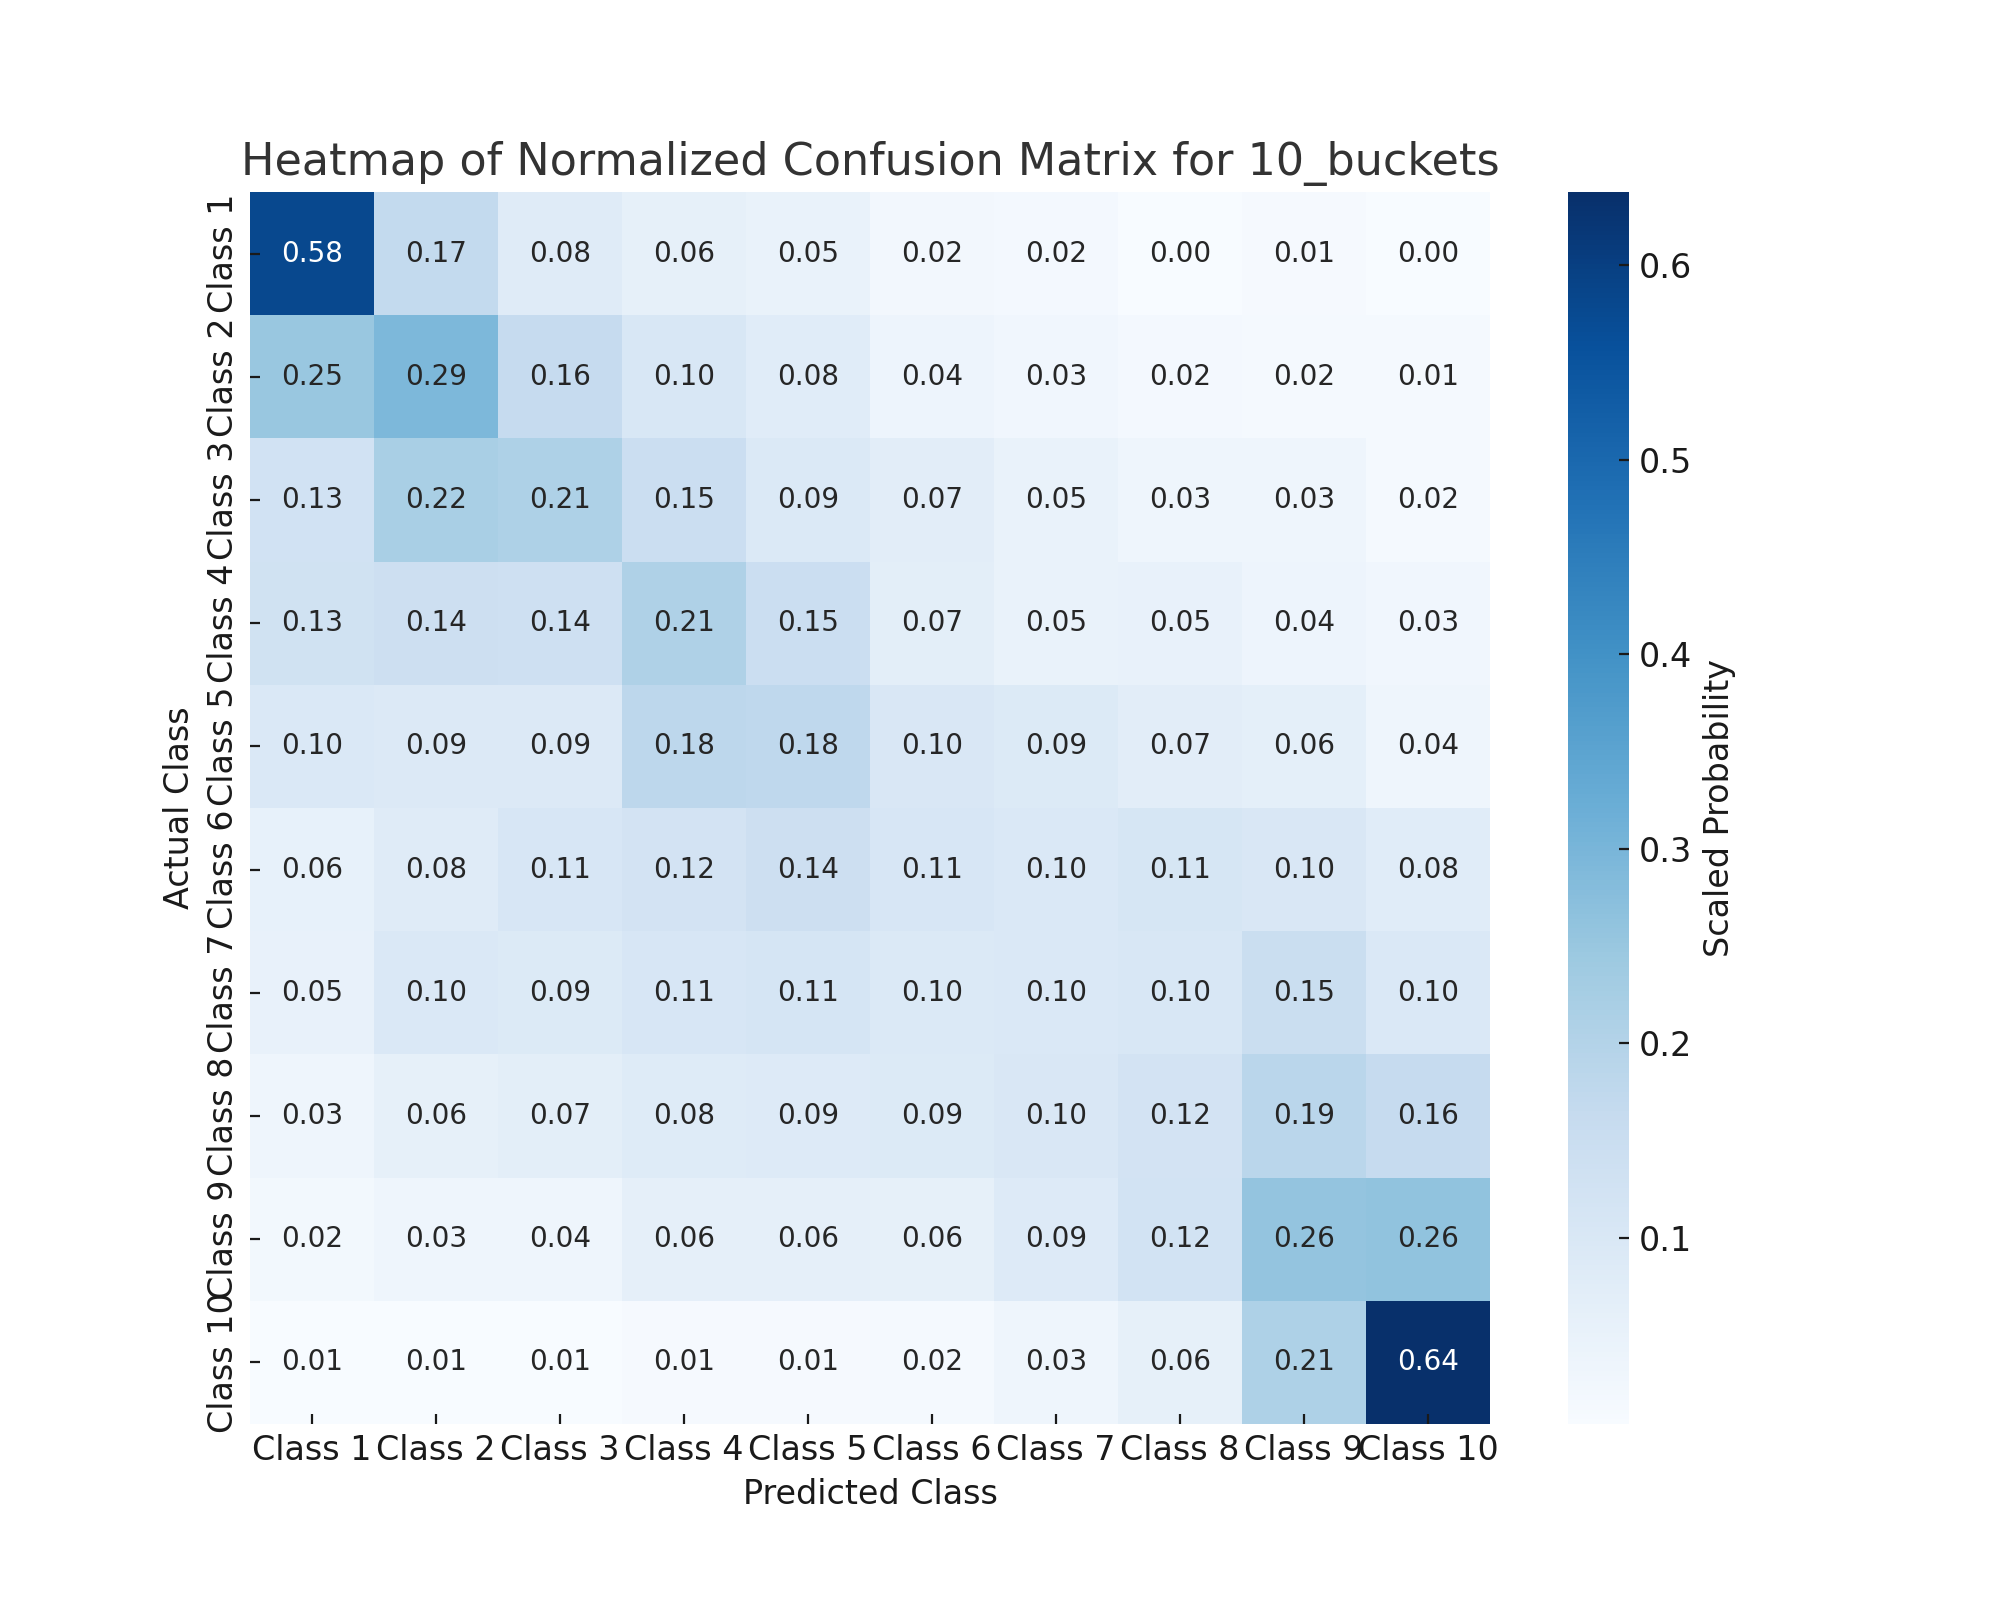 Heatmap of Normalized Confusion Matrix for 10_buckets
Class 1 0.58 0.17 0.08 0.06 0.05 0.02 0.02 0.00 0.01 0.00
Class 2 0.25 0.29 0.16 0.10 0.08 0.04 0.03 0.02 0.02 0.01
Class 3 0.13 0.22 0.21 0.15 0.09 0.07 0.05 0.03 0.03 0.02
Class 4 0.13 0.14 0.14 0.21 0.15 0.07 0.05 0.05 0.04 0.03
Class 5 0.10 0.09 0.09 0.18 0.18 0.10 0.09 0.07 0.06 0.04
Class 6 0.06 0.08 0.11 0.12 0.14 0.11 0.10 0.11 0.10 0.08
Class 7 0.05 0.10 0.09 0.11 0.11 0.10 0.10 0.10 0.15 0.10
Class 8 0.03 0.06 0.07 0.08 0.09 0.09 0.10 0.12 0.19 0.16
Class 9 0.02 0.03 0.04 0.06 0.06 0.06 0.09 0.12 0.26 0.26
Class 10 0.01 0.01 0.01 0.01 0.01 0.02 0.03 0.06 0.21 0.64
Class 1 Class 2 Class 3 Class 4 Class 5 Class 6 Class 7 Class 8 Class 9 Class 10
Predicted Class
Actual Class
0.6
0.5
0.4
0.3
0.2
0.1
Scaled Probability